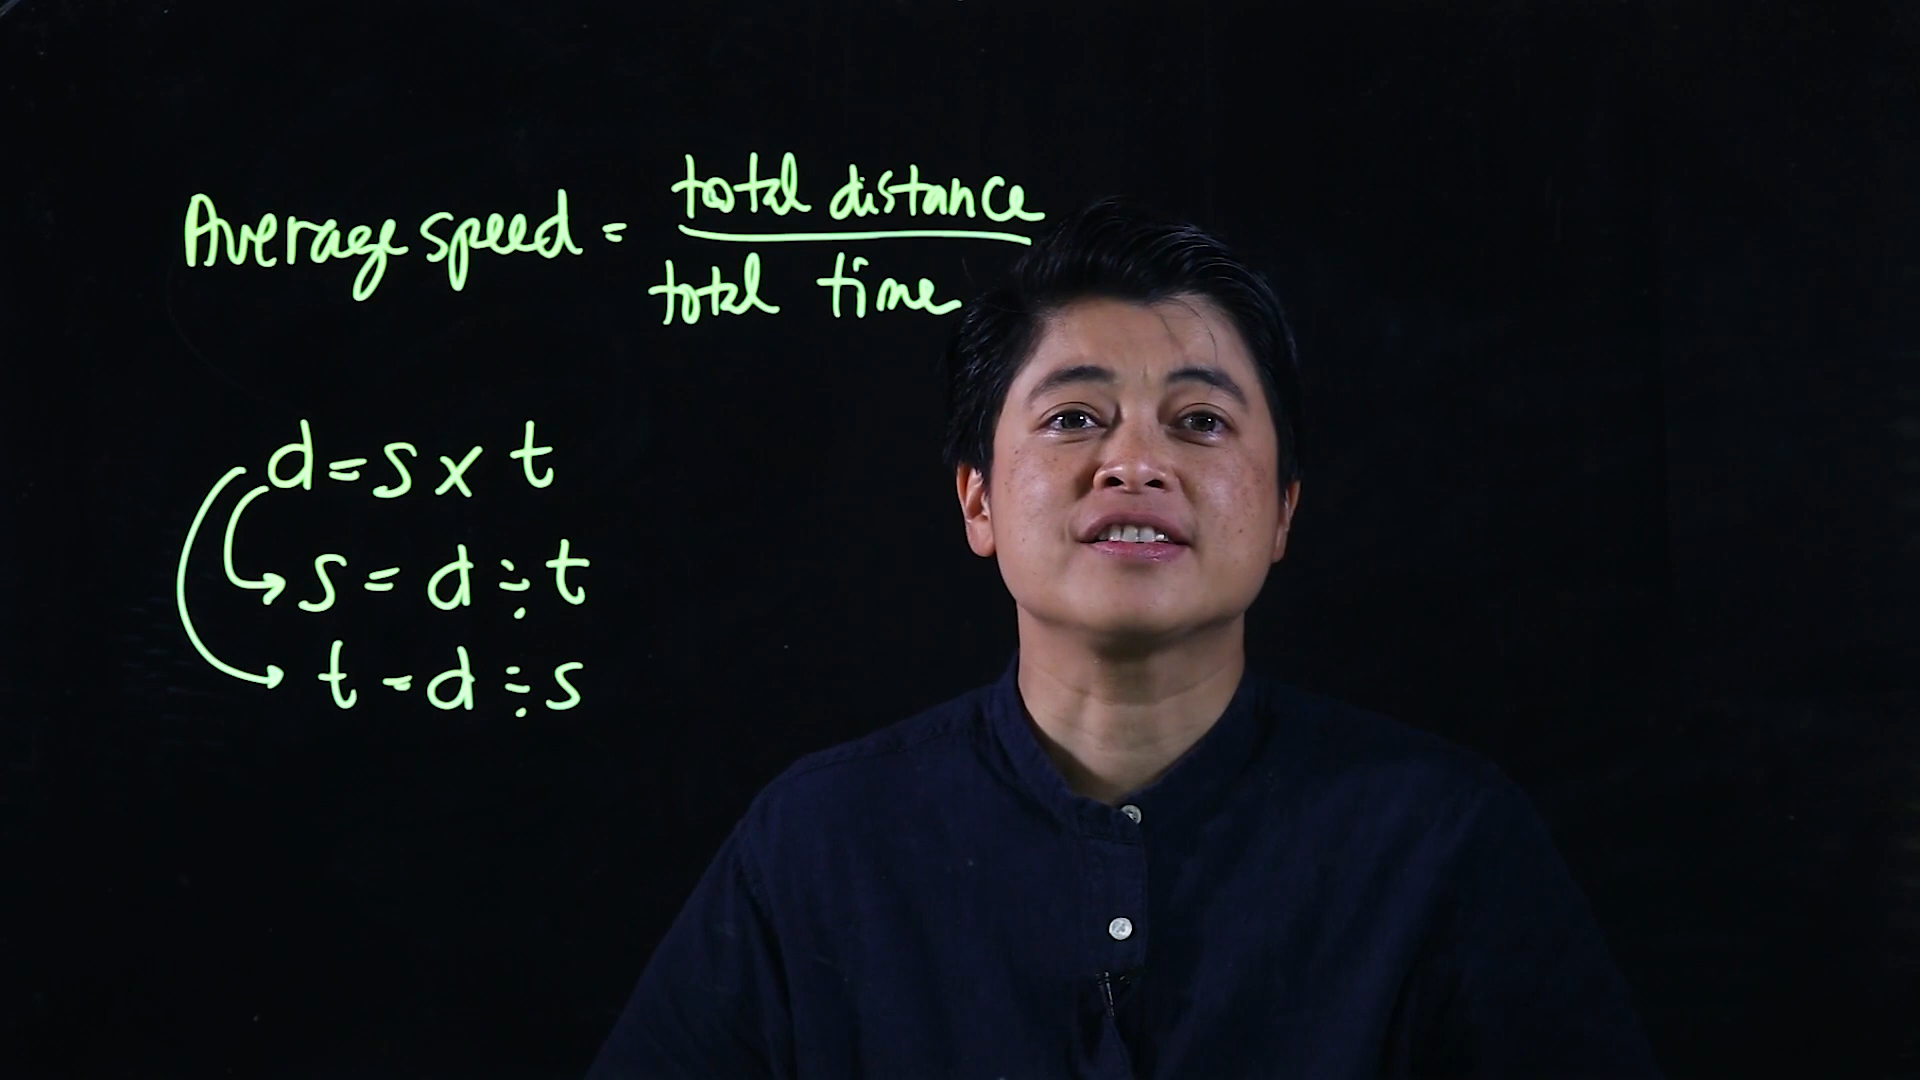 Average speed = total distance
total time
d = s x t
s = d ÷ t
t = d ÷ s